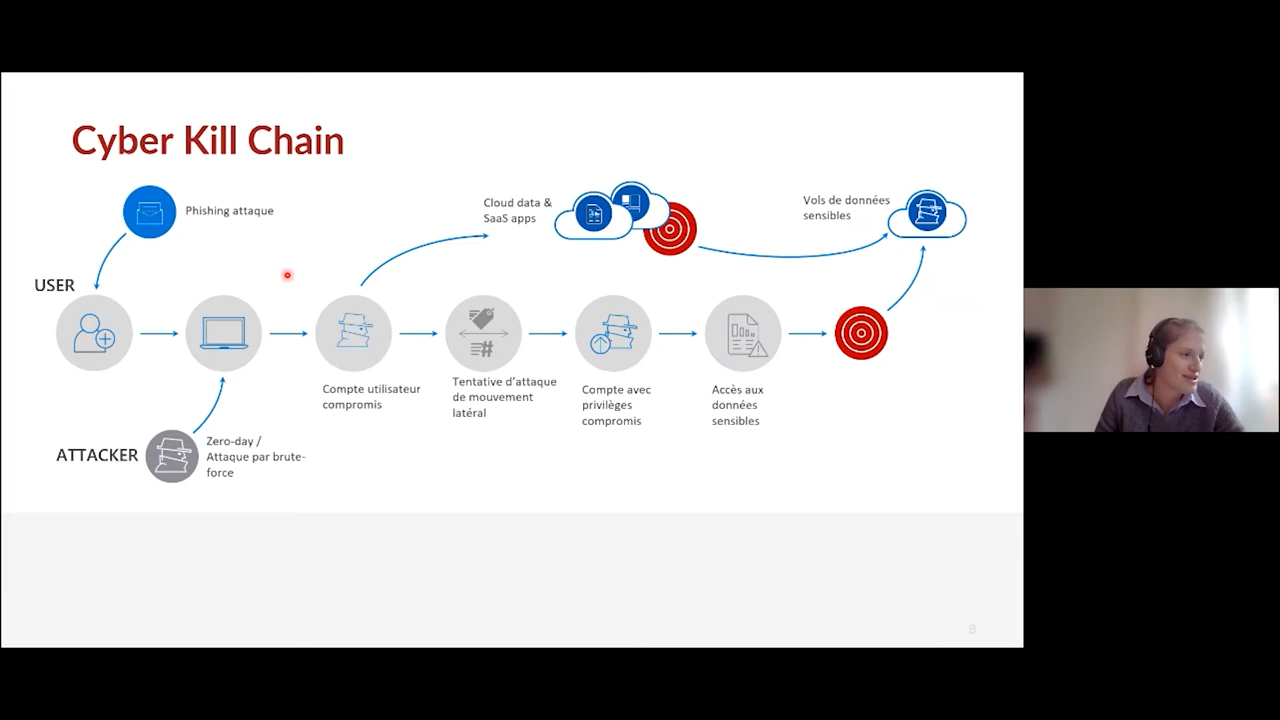 Cyber Kill Chain
Phishing attaque
Cloud data &
SaaS apps
Vols de données
sensibles
USER
Compte utilisateur
compromis
Tentative d'attaque
de mouvement
latéral
Compte avec
privilèges
compromis
Accès aux
données
sensibles
ATTACKER
Zero-day /
Attaque par brute-
force
8